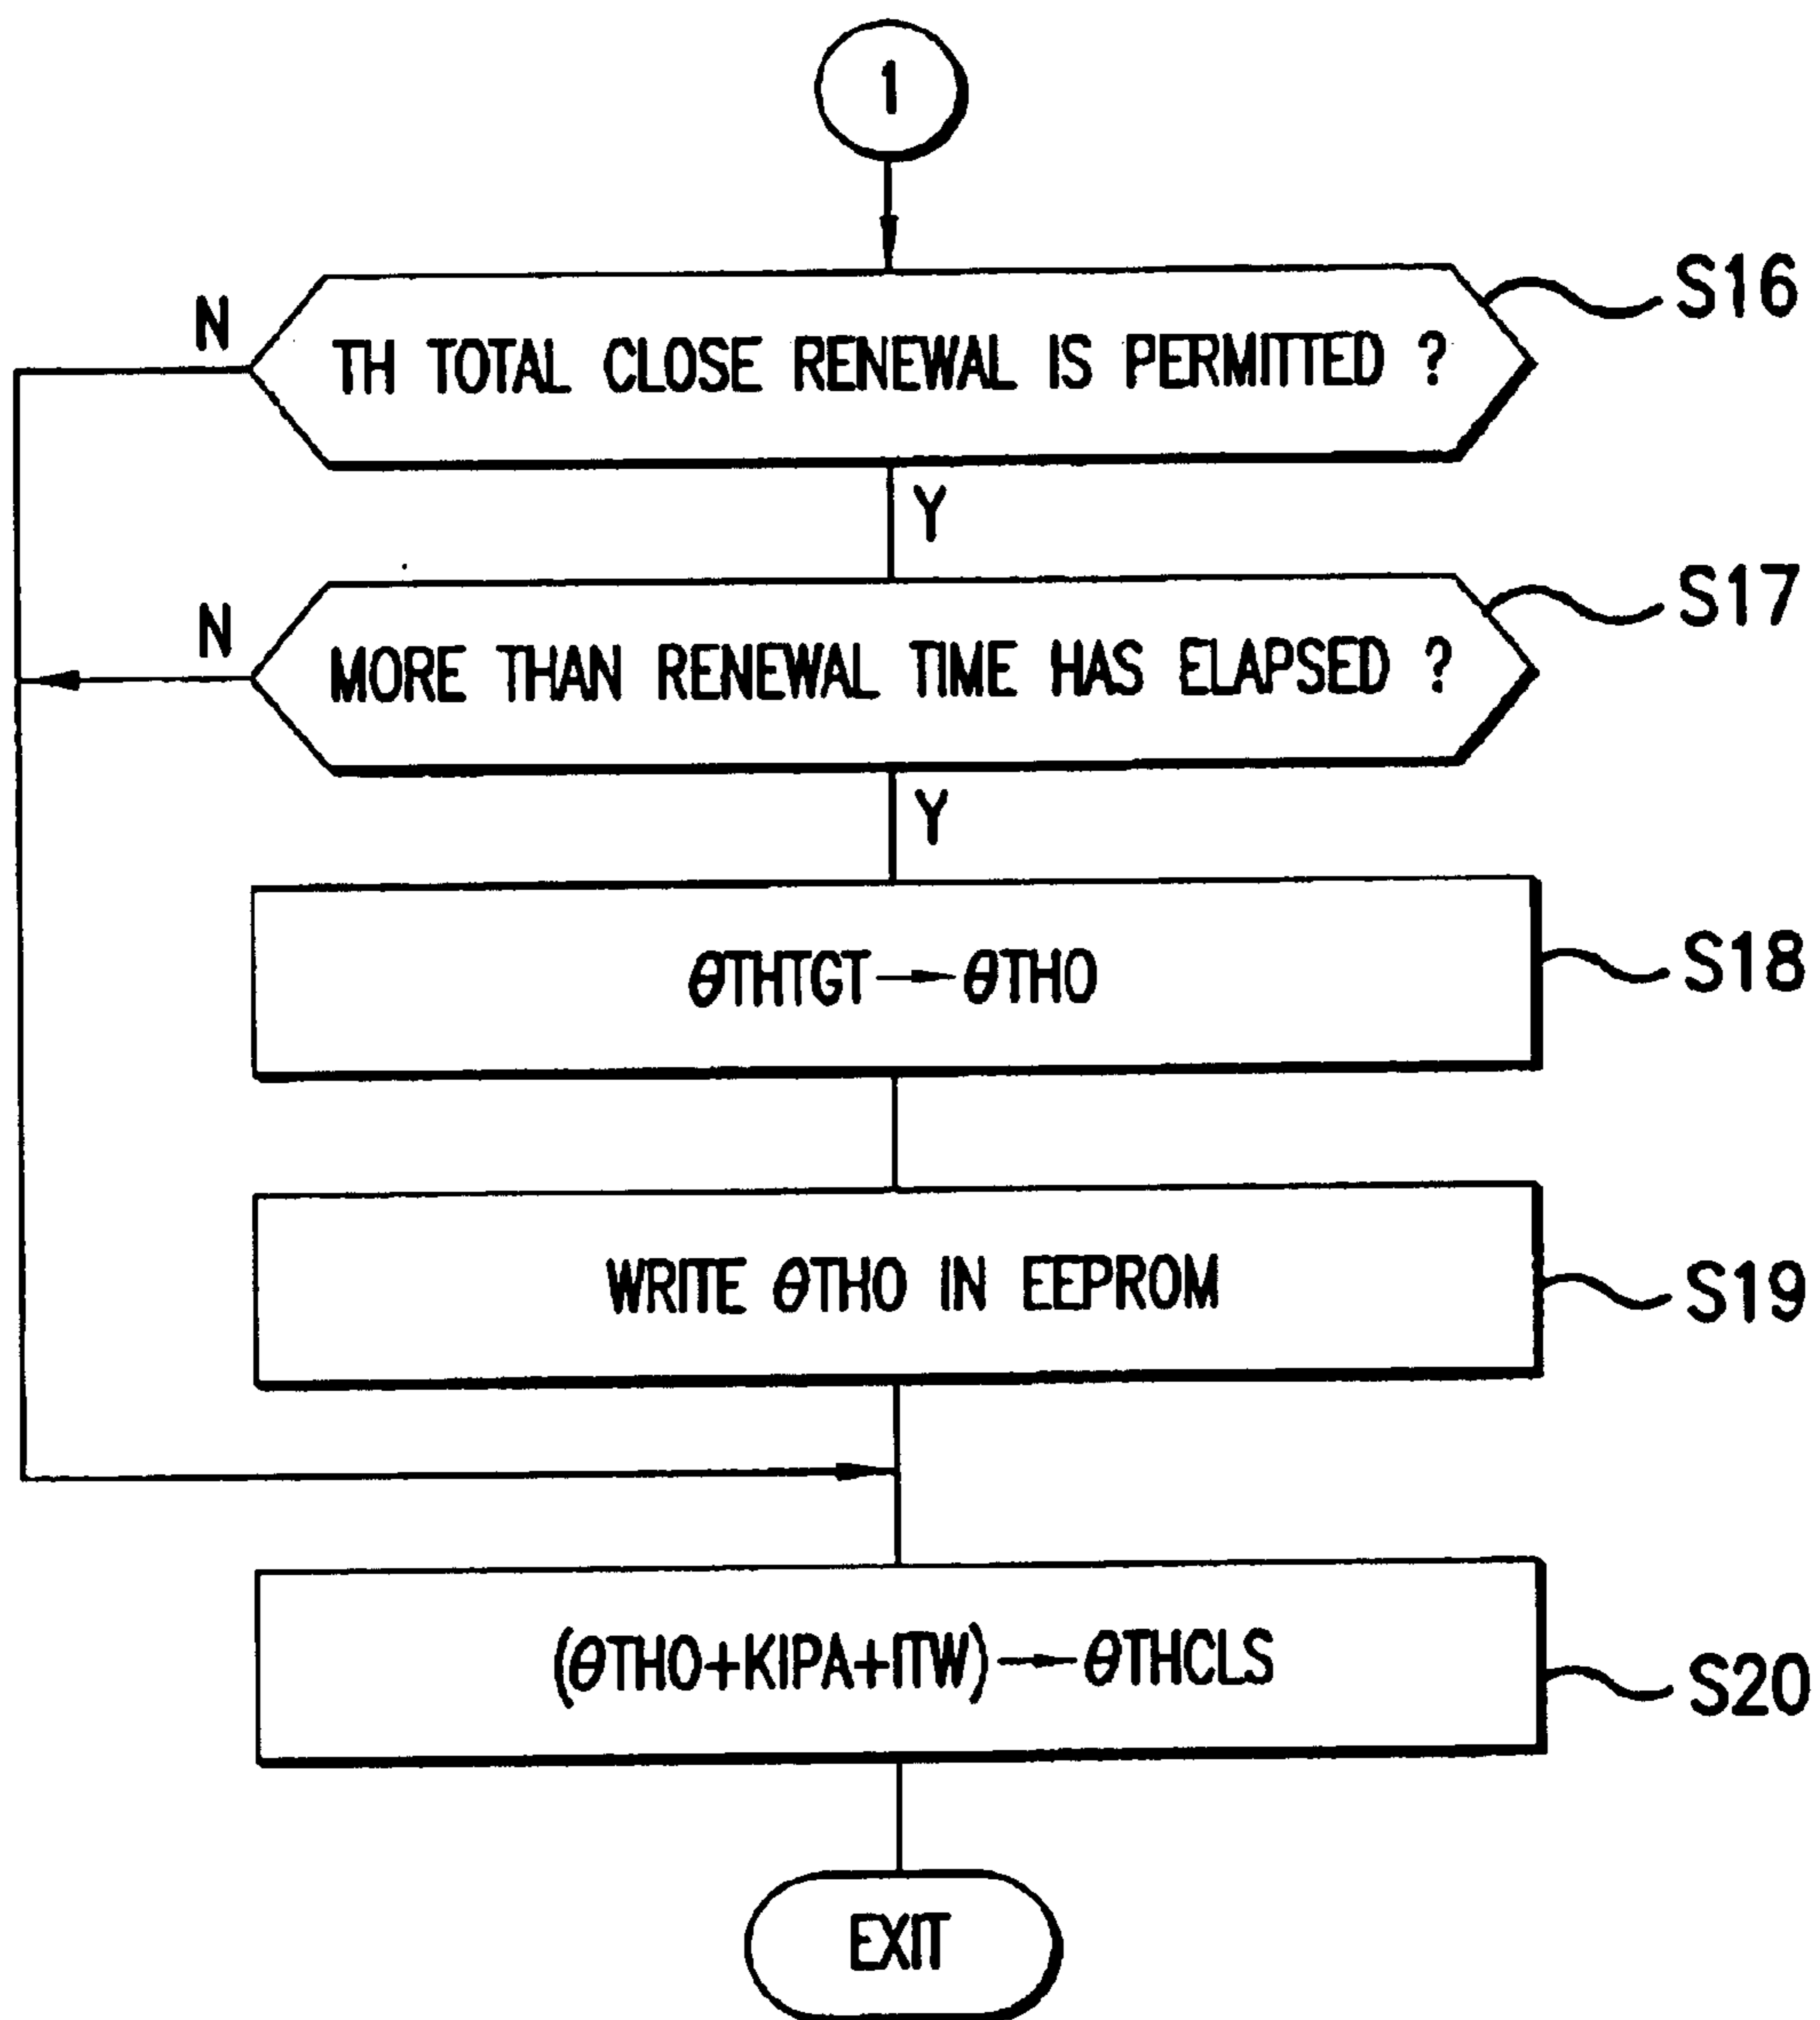 1
S16
N
TH TOTAL CLOSE RENEWAL IS PERMITTED ?
Y
S17
N
MORE THAN RENEWAL TIME HAS ELAPSED ?
Y
θTHTGT→θTHO
S18
WRITE θTHO IN EEPROM
S19
(θTHO+KIPA+ITW)→θTHCLS
S20
EXIT